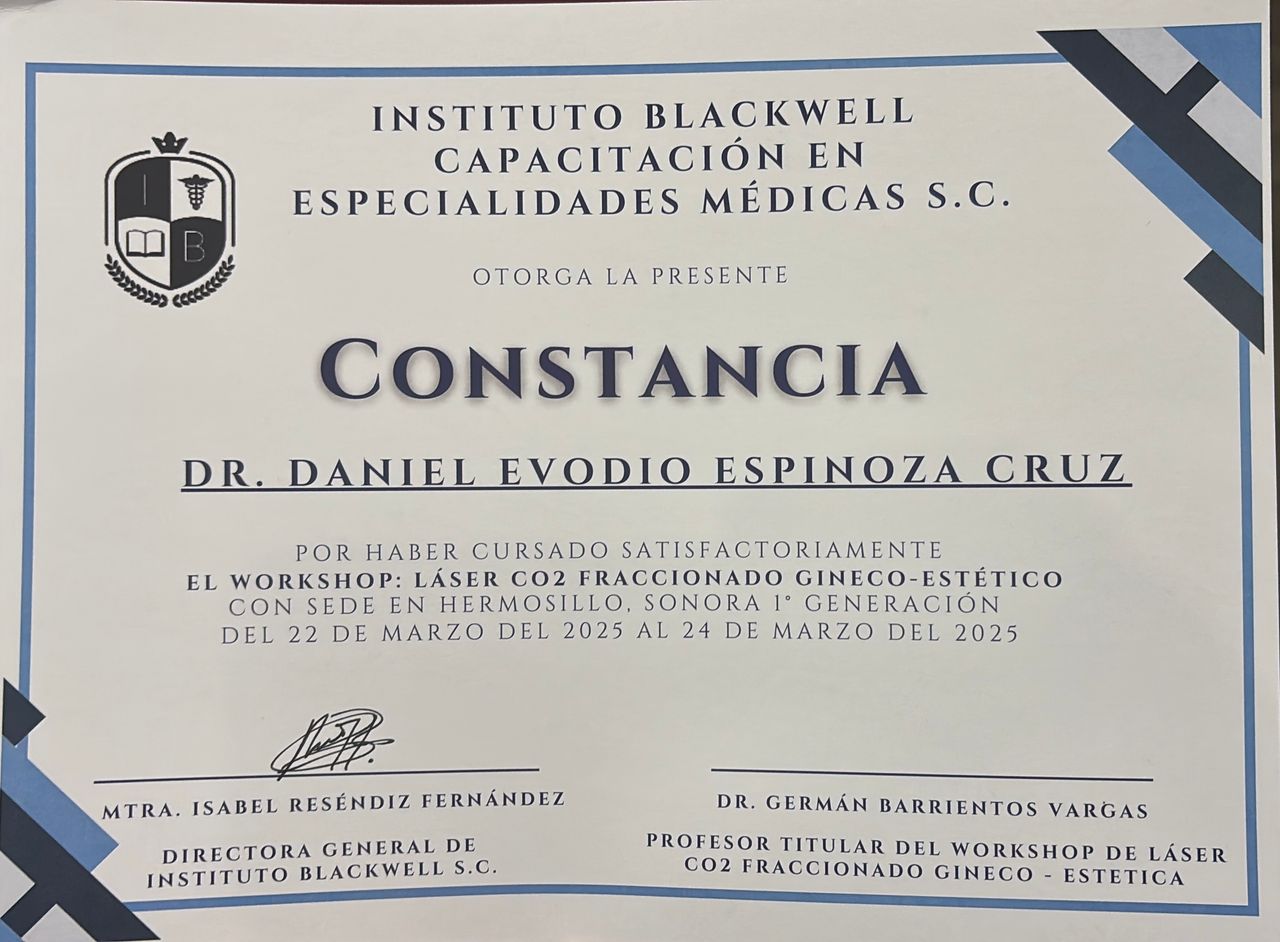 INSTITUTO BLACKWELL
CAPACITACIÓN EN
ESPECIALIDADES MÉDICAS S.C.
I
B
OTORGA LA PRESENTE
CONSTANCIA
DR. DANIEL EVODIO ESPINOZA CRUZ
POR HABER CURSADO SATISFACTORIAMENTE
EL WORKSHOP: LÁSER CO2 FRACCIONADO GINECO-ESTÉTICO
CON SEDE EN HERMOSILLO, SONORA 1° GENERACIÓN
DEL 22 DE MARZO DEL 2025 AL 24 DE MARZO DEL 2025
MTRA. ISABEL RESÉNDIZ FERNÁNDEZ
DIRECTORA GENERAL DE
INSTITUTO BLACKWELL S.C.
DR. GERMÁN BARRIENTOS VARGAS
PROFESOR TITULAR DEL WORKSHOP DE LÁSER
CO2 FRACCIONADO GINECO - ESTETICA